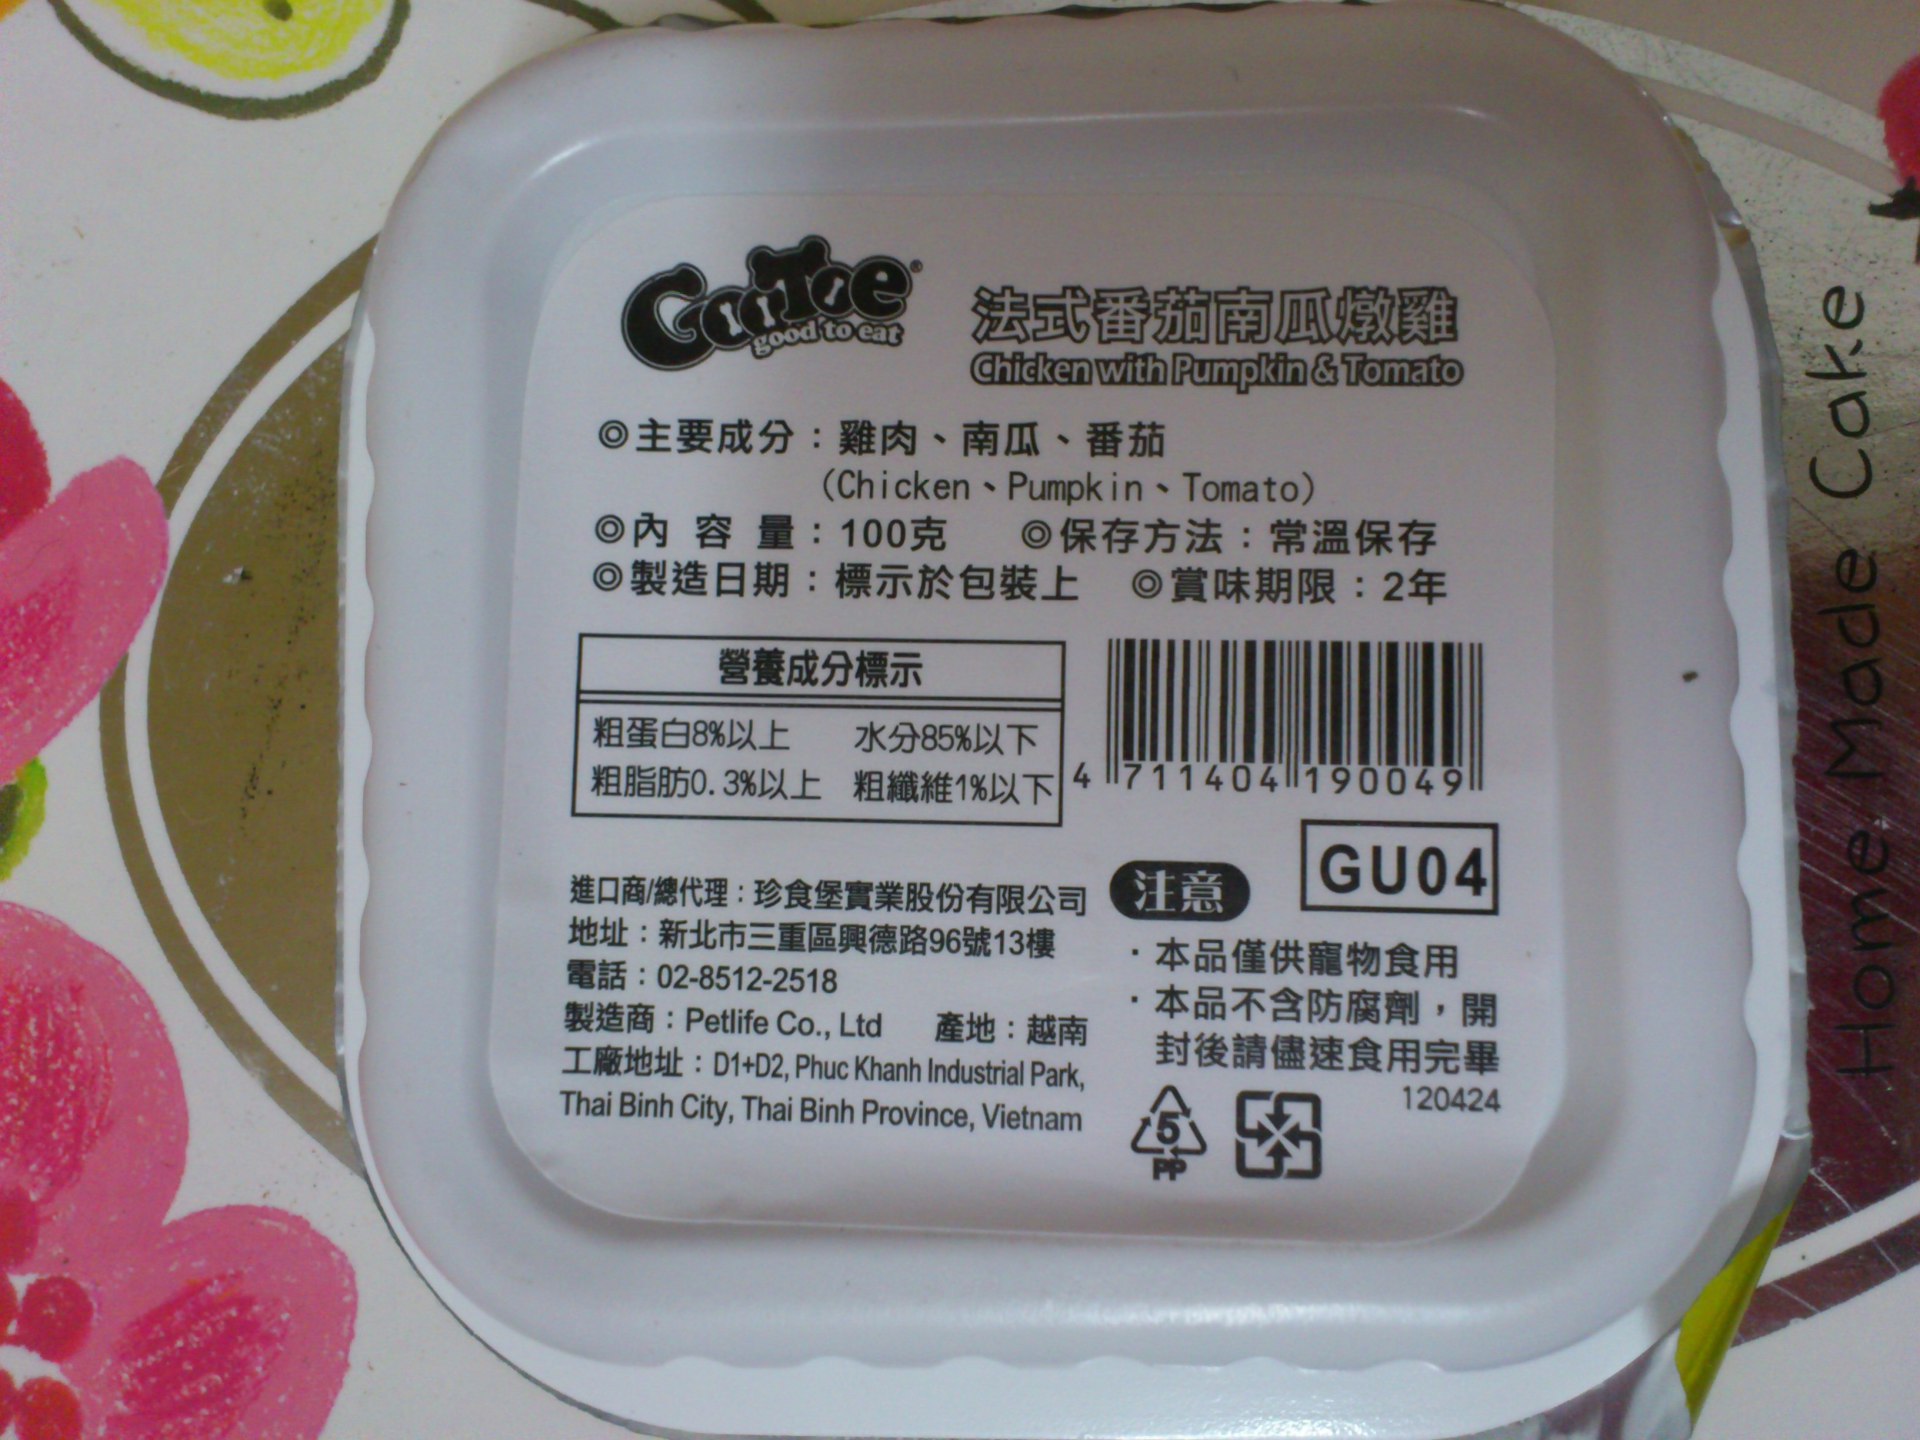 GooToe®
good to eat
法式番茄南瓜燉雞
Chicken with Pumpkin & Tomato
◎主要成分：雞肉、南瓜、番茄
（Chicken、Pumpkin、Tomato）
◎內容量：100克 ◎保存方法：常溫保存
◎製造日期：標示於包裝上 ◎賞味期限：2年
營養成分標示
粗蛋白8%以上 水分85%以下
粗脂肪0.3%以上 粗纖維1%以下
4 711404 190049
GU04
進口商/總代理：珍食堡實業股份有限公司
地址：新北市三重區興德路96號13樓
電話：02-8512-2518
製造商：Petlife Co., Ltd 產地：越南
工廠地址：D1+D2, Phuc Khanh Industrial Park,
Thai Binh City, Thai Binh Province, Vietnam
注意
·本品僅供寵物食用
·本品不含防腐劑，開
封後請儘速食用完畢
120424
5
PP
Home Made Cake